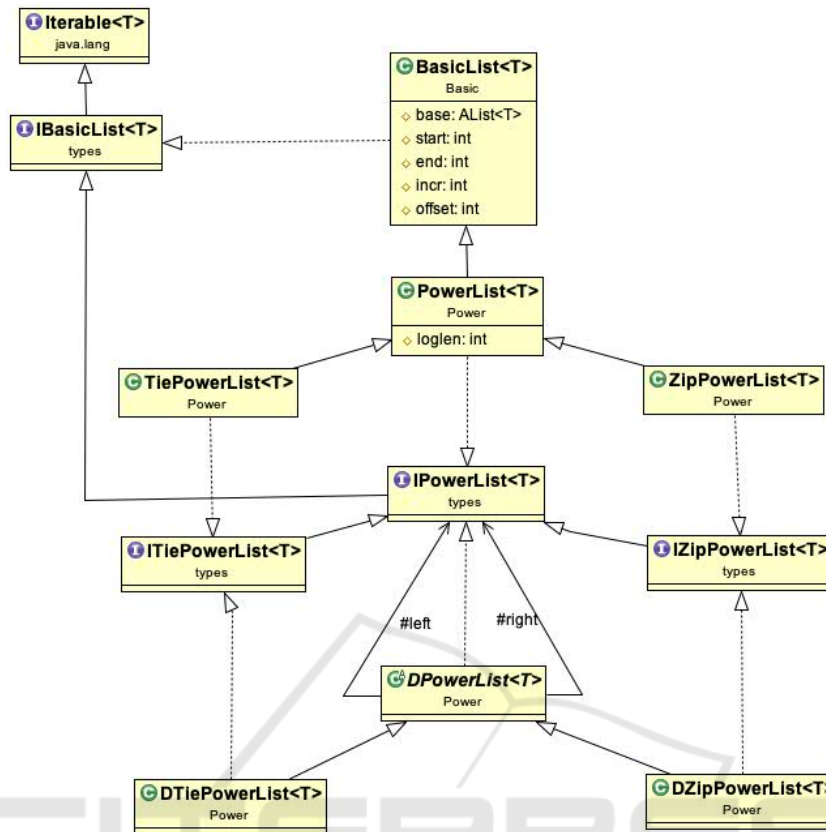 Iterable<T>
java.lang
BasicList<T>
Basic
base: AList<T>
start: int
end: int
incr: int
offset: int
IBasicList<T>
types
PowerList<T>
Power
loglen: int
TiePowerList<T>
Power
ZipPowerList<T>
Power
IPowerList<T>
types
ITiePowerList<T>
types
IZipPowerList<T>
types
#left
#right
DPowerList<T>
Power
DTiePowerList<T>
Power
DZipPowerList<T>
Power